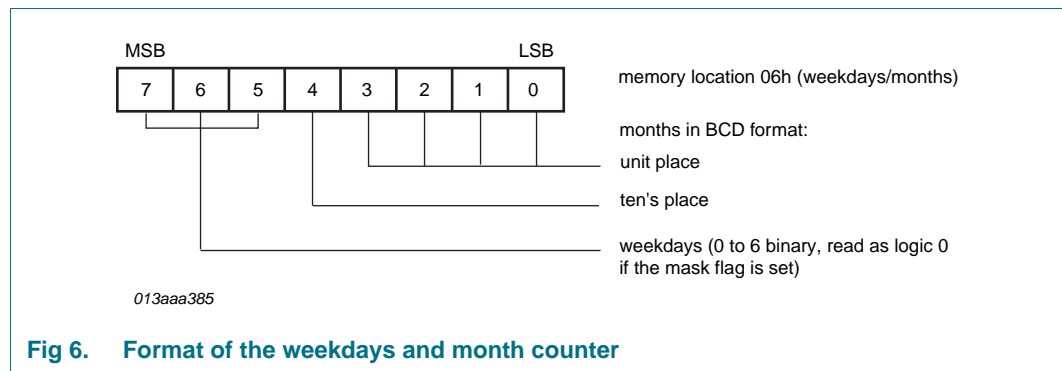 MSB LSB
7 6 5 4 3 2 1 0
memory location 06h (weekdays/months)
months in BCD format:
unit place
ten's place
weekdays (0 to 6 binary, read as logic 0
if the mask flag is set)
013aaa385
Fig 6. Format of the weekdays and month counter